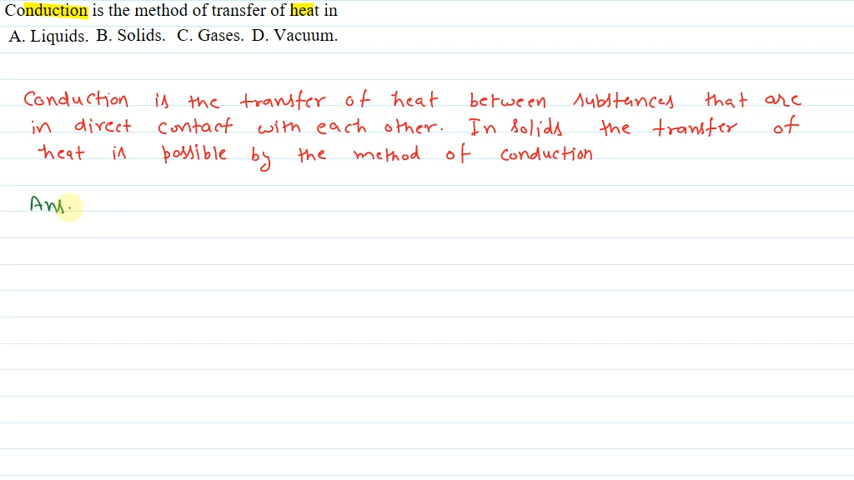 Conduction is the method of transfer of heat in
A. Liquids. B. Solids. C. Gases. D. Vacuum.
Conduction is the transfer of heat between substances that are
in direct contact with each other. In solids the transfer of
heat is possible by the method of conduction
Ans.